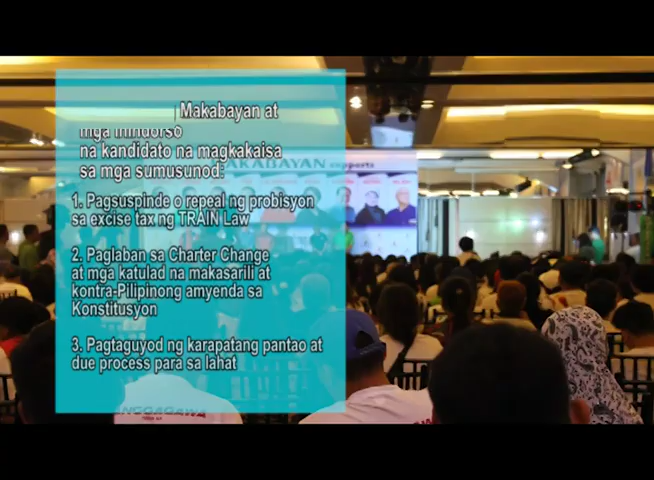 Makabayan at
mga inindorso
na kandidato na magkakaisa
sa mga sumusunod:
1. Pagsuspinde o repeal ng probisyon
sa excise tax ng TRAIN Law
2. Paglaban sa Charter Change
at mga katulad na makasarili at
kontra-Pilipinong amyenda sa
Konstitusyon
3. Pagtaguyod ng karapatang pantao at
due process para sa lahat
MAKABAYAN supports